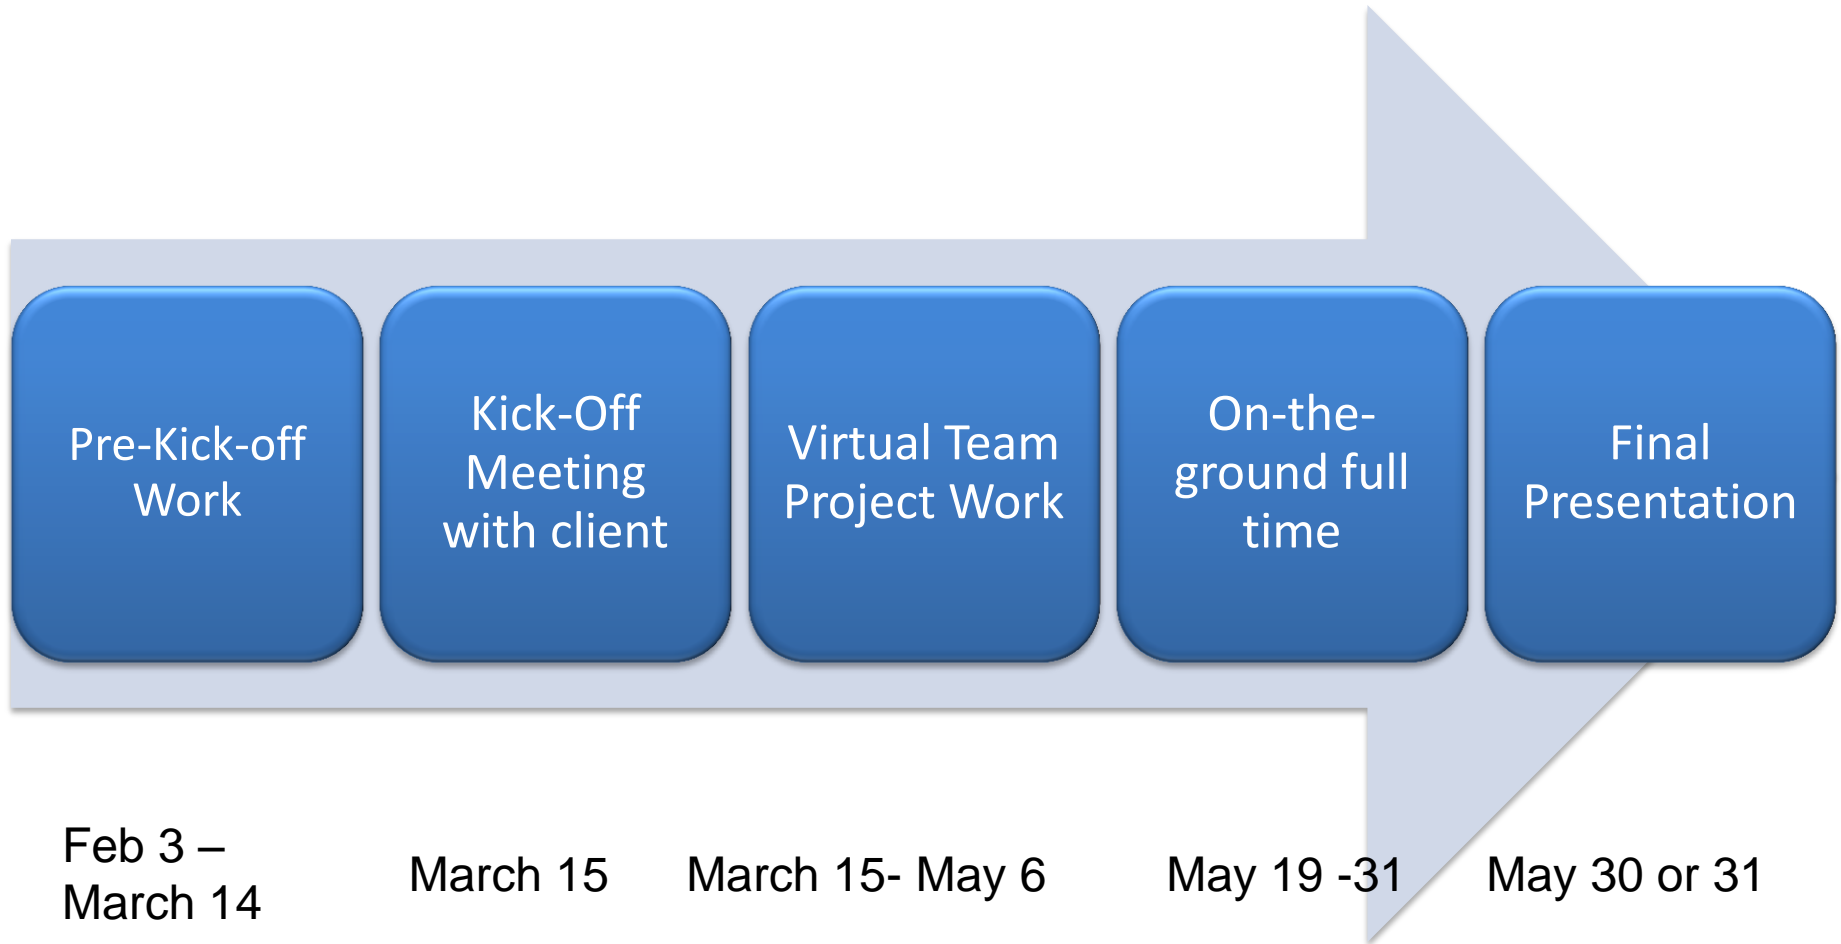 Pre-Kick-off
Work
Kick-Off
Meeting
with client
Virtual Team
Project Work
On-the-
ground full
time
Final
Presentation
Feb 3 –
March 14
March 15
March 15- May 6
May 19 -31
May 30 or 31